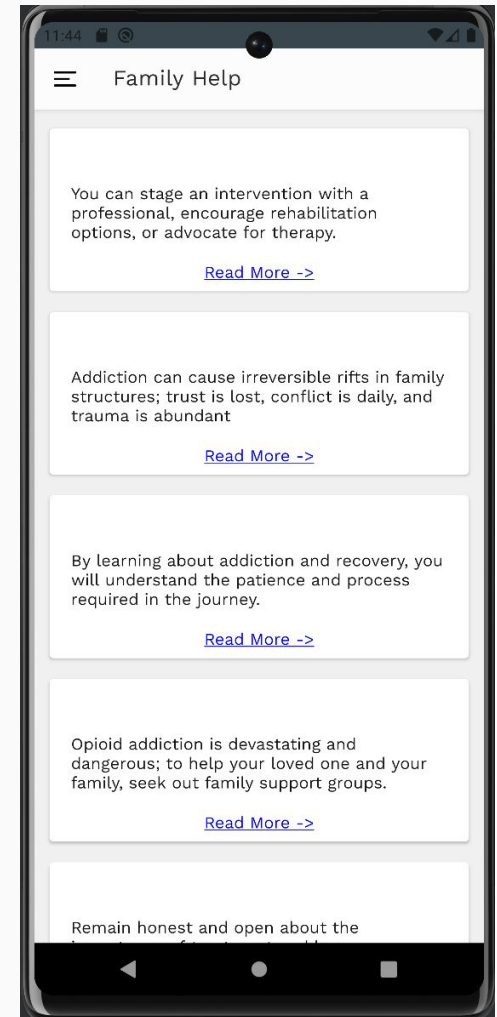 11:44
Family Help
You can stage an intervention with a
professional, encourage rehabilitation
options, or advocate for therapy.
Read More ->
Addiction can cause irreversible rifts in family
structures; trust is lost, conflict is daily, and
trauma is abundant
Read More ->
By learning about addiction and recovery, you
will understand the patience and process
required in the journey.
Read More ->
Opioid addiction is devastating and
dangerous; to help your loved one and your
family, seek out family support groups.
Read More ->
Remain honest and open about the